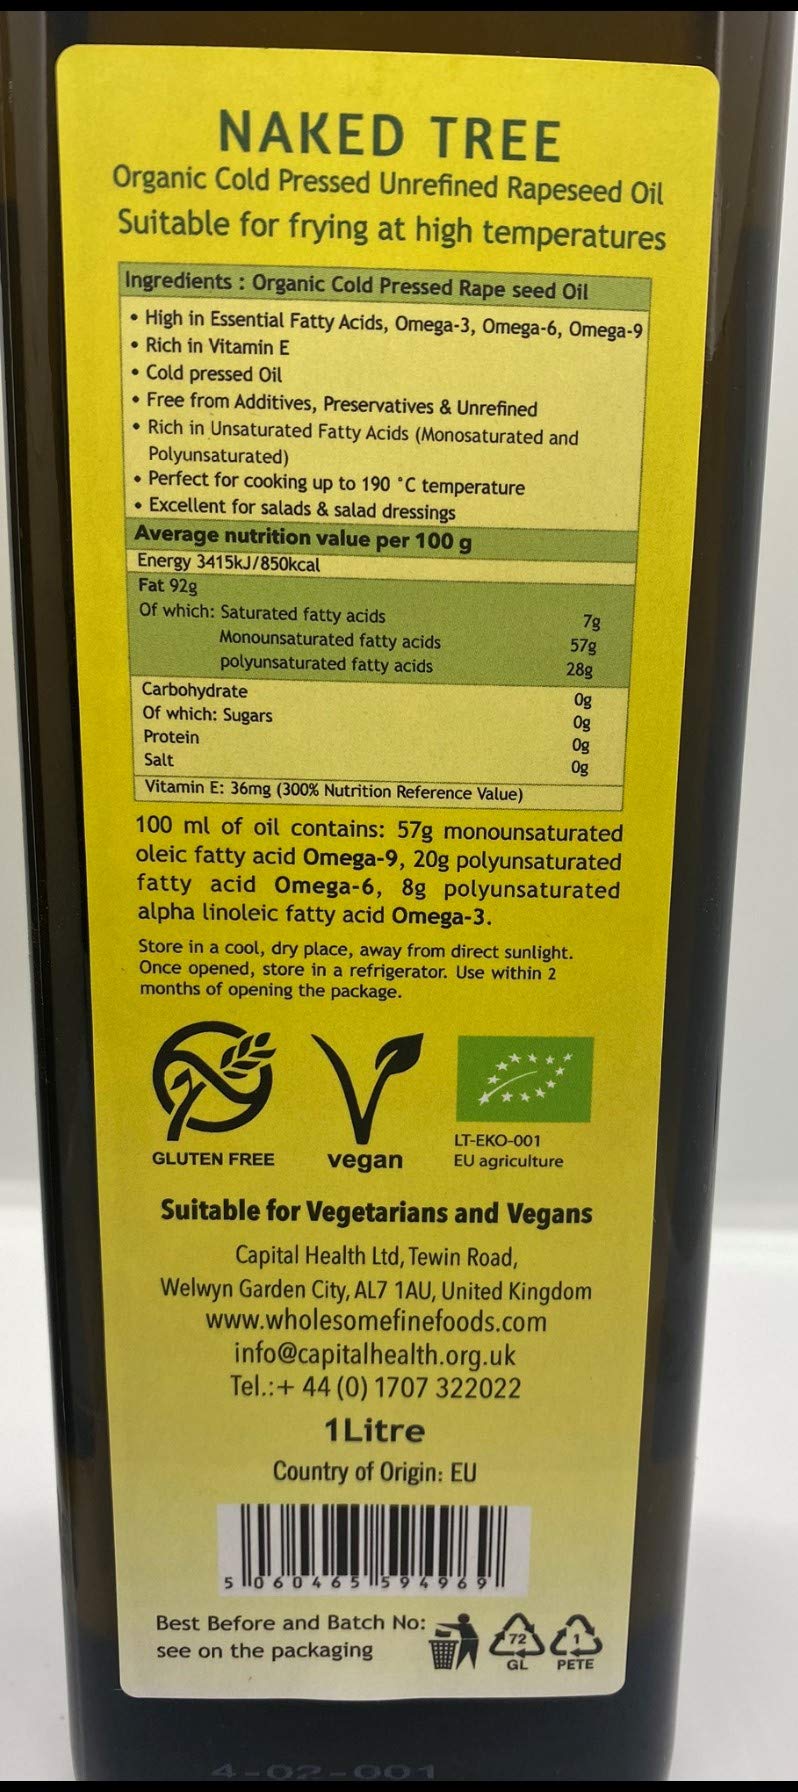 NAKED TREE
Organic Cold Pressed Unrefined Rapeseed Oil
Suitable for frying at high temperatures
Ingredients : Organic Cold Pressed Rape seed Oil
• High in Essential Fatty Acids, Omega-3, Omega-6, Omega-9
• Rich in Vitamin E
• Cold pressed Oil
• Free from Additives, Preservatives & Unrefined
• Rich in Unsaturated Fatty Acids (Monosaturated and
Polyunsaturated)
• Perfect for cooking up to 190 °C temperature
• Excellent for salads & salad dressings
Average nutrition value per 100 g
Energy 3415kJ/850kcal
Fat 92g
Of which: Saturated fatty acids 7g
Monounsaturated fatty acids 57g
polyunsaturated fatty acids 28g
Carbohydrate 0g
Of which: Sugars 0g
Protein 0g
Salt 0g
Vitamin E: 36mg (300% Nutrition Reference Value)
100 ml of oil contains: 57g monounsaturated
oleic fatty acid Omega-9, 20g polyunsaturated
fatty acid Omega-6, 8g polyunsaturated
alpha linoleic fatty acid Omega-3.
Store in a cool, dry place, away from direct sunlight.
Once opened, store in a refrigerator. Use within 2
months of opening the package.
GLUTEN FREE
vegan
LT-EKO-001
EU agriculture
Suitable for Vegetarians and Vegans
Capital Health Ltd, Tewin Road,
Welwyn Garden City, AL7 1AU, United Kingdom
www.wholesomefinefoods.com
info@capitalhealth.org.uk
Tel.:+ 44 (0) 1707 322022
1Litre
Country of Origin: EU
5 060465 594969
Best Before and Batch No:
see on the packaging
72
GL
1
PETE
4-02-001